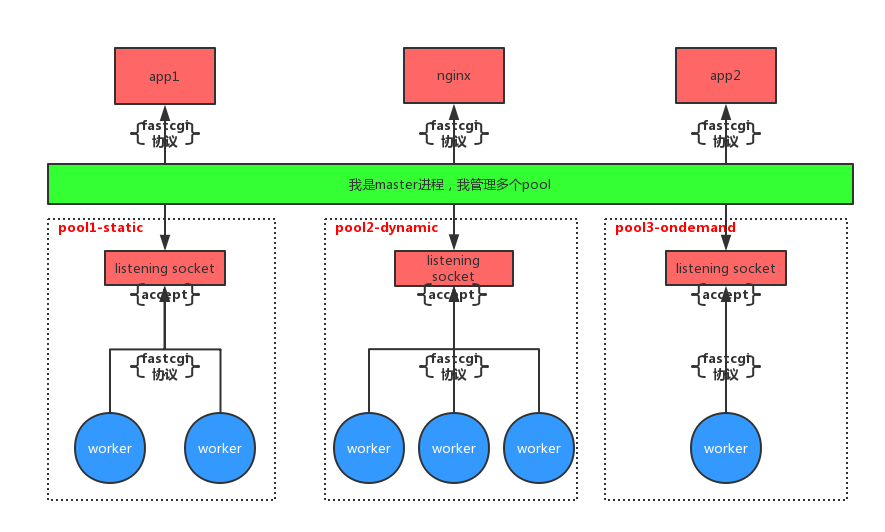 app1
nginx
app2
fastcgi
协议
fastcgi
协议
fastcgi
协议
我是master进程，我管理多个pool
pool1-static
pool2-dynamic
pool3-ondemand
listening socket
listening
socket
listening socket
accept
accept
accept
fastcgi
协议
fastcgi
协议
fastcgi
协议
worker
worker
worker
worker
worker
worker